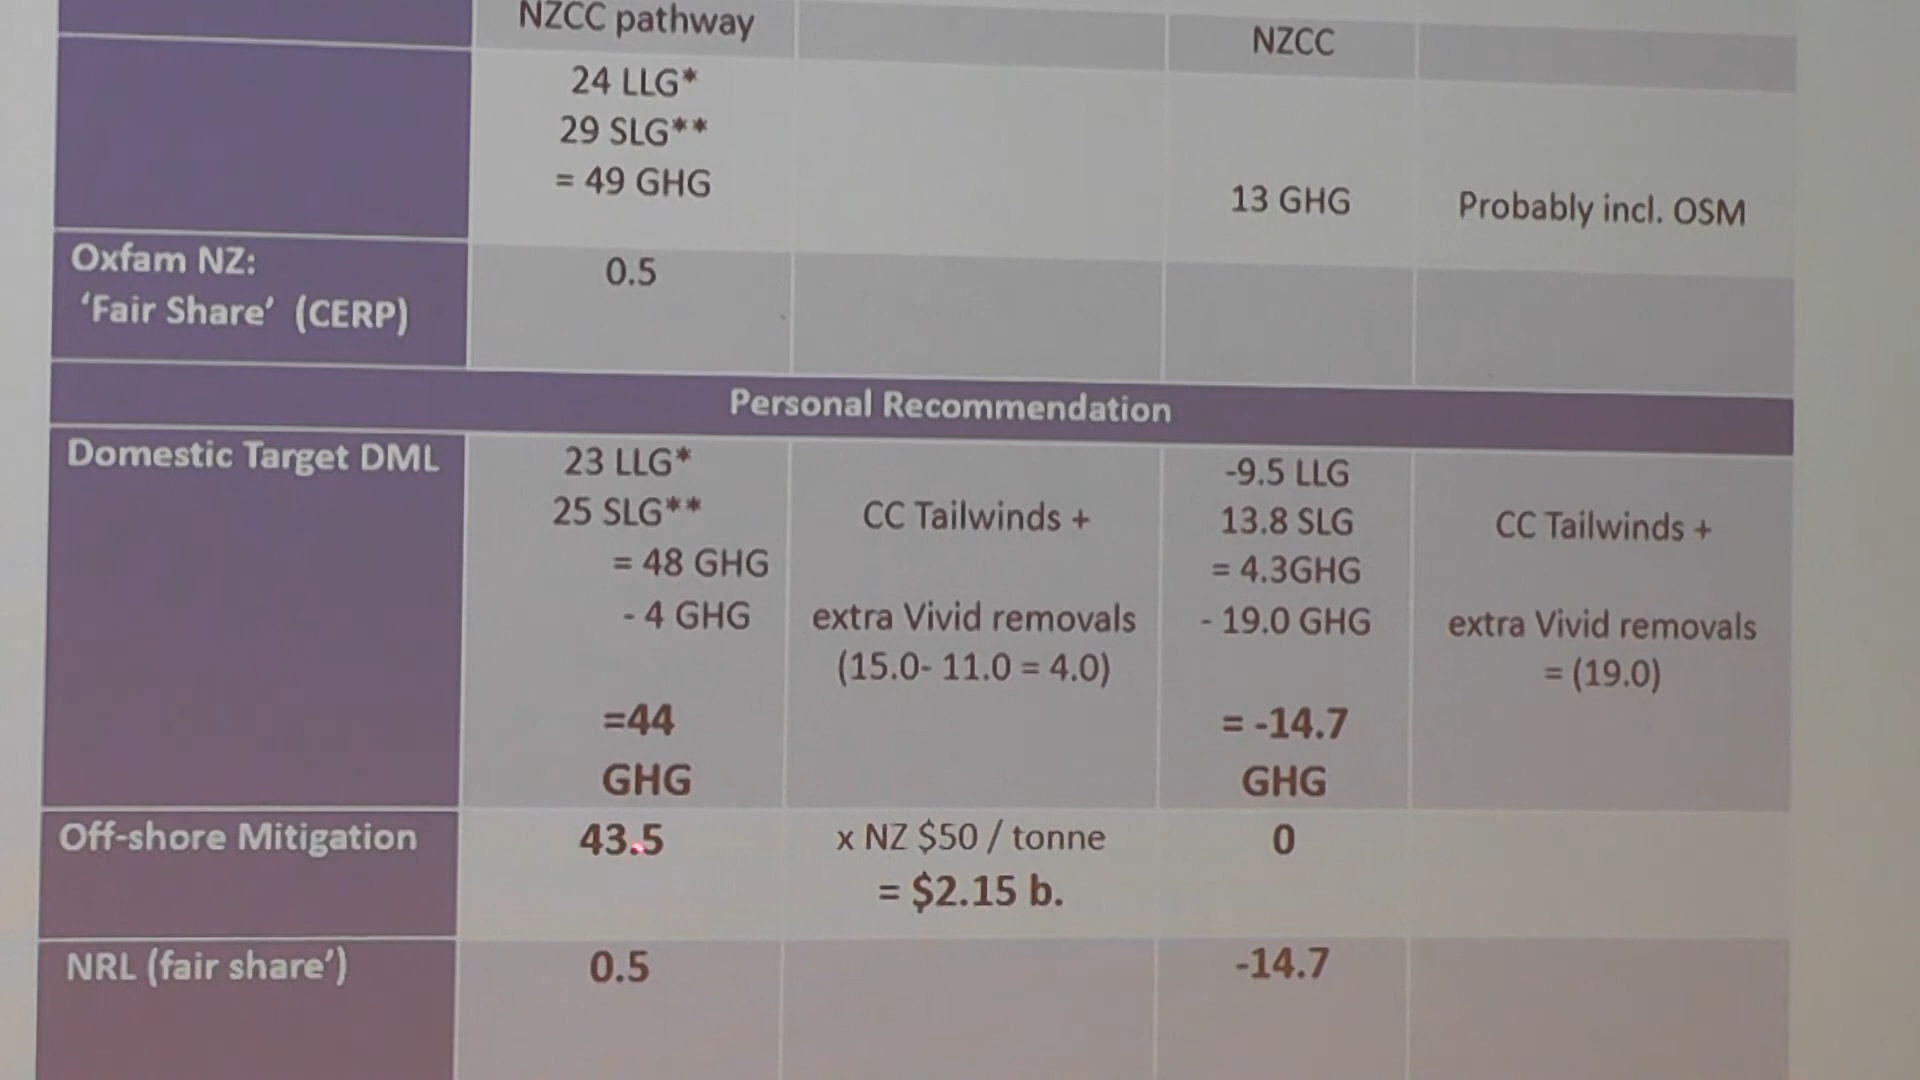 NZCC pathway
NZCC
24 LLG*
29 SLG**
= 49 GHG
13 GHG
Probably incl. OSM
Oxfam NZ:
‘Fair Share’ (CERP)
0.5
Personal Recommendation
Domestic Target DML
23 LLG*
25 SLG**
= 48 GHG
- 4 GHG
=44
GHG
CC Tailwinds +
extra Vivid removals
(15.0- 11.0 = 4.0)
-9.5 LLG
13.8 SLG
= 4.3GHG
- 19.0 GHG
= -14.7
GHG
CC Tailwinds +
extra Vivid removals
= (19.0)
Off-shore Mitigation
43.5
x NZ $50 / tonne
= $2.15 b.
0
NRL (fair share’)
0.5
-14.7